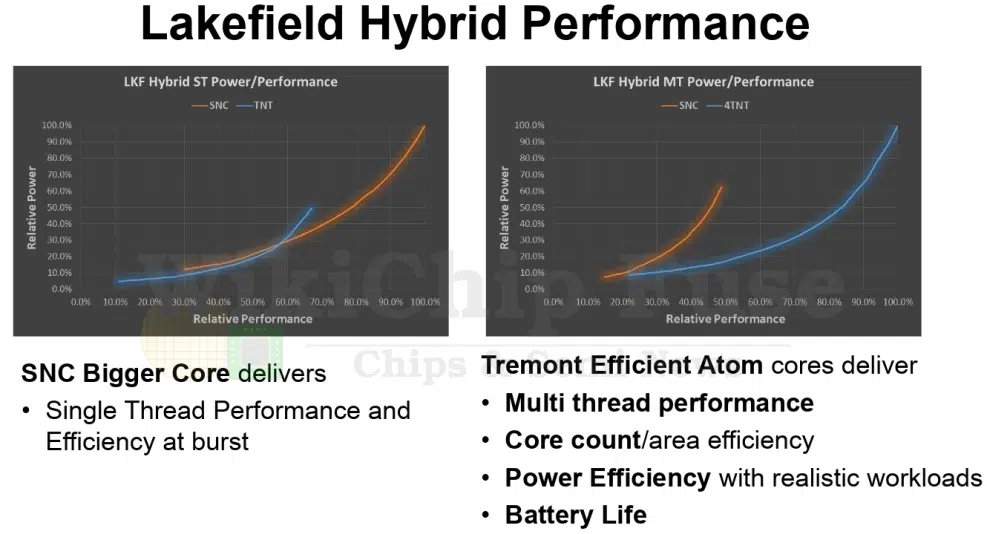 Lakefield Hybrid Performance
LKF Hybrid ST Power/Performance
SNC TNT
Relative Power
100.0%
90.0%
80.0%
70.0%
60.0%
50.0%
40.0%
30.0%
20.0%
10.0%
0.0%
0.0% 10.0% 20.0% 30.0% 40.0% 50.0% 60.0% 70.0% 80.0% 90.0% 100.0%
Relative Performance
LKF Hybrid MT Power/Performance
SNC 4TNT
Relative Power
100.0%
90.0%
80.0%
70.0%
60.0%
50.0%
40.0%
30.0%
20.0%
10.0%
0.0%
0.0% 10.0% 20.0% 30.0% 40.0% 50.0% 60.0% 70.0% 80.0% 90.0% 100.0%
Relative Performance
WikiChip Fuse
Chips & Semi News
SNC Bigger Core delivers
• Single Thread Performance and
Efficiency at burst
Tremont Efficient Atom cores deliver
• Multi thread performance
• Core count/area efficiency
• Power Efficiency with realistic workloads
• Battery Life